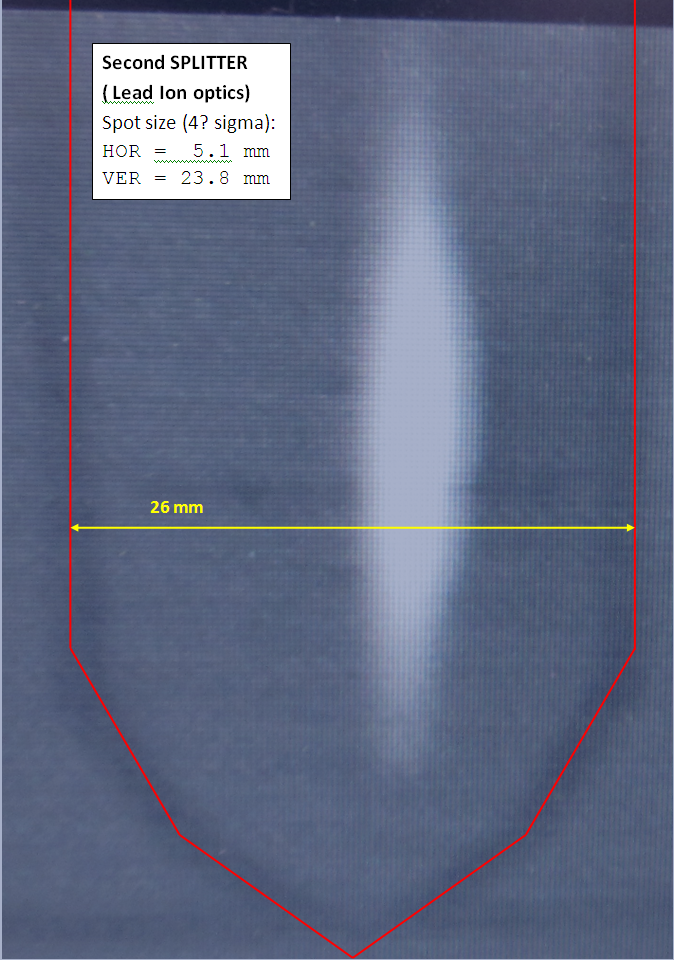 Second SPLITTER
( Lead Ion optics)
Spot size (4? sigma):
HOR = 5.1 mm
VER = 23.8 mm
26 mm